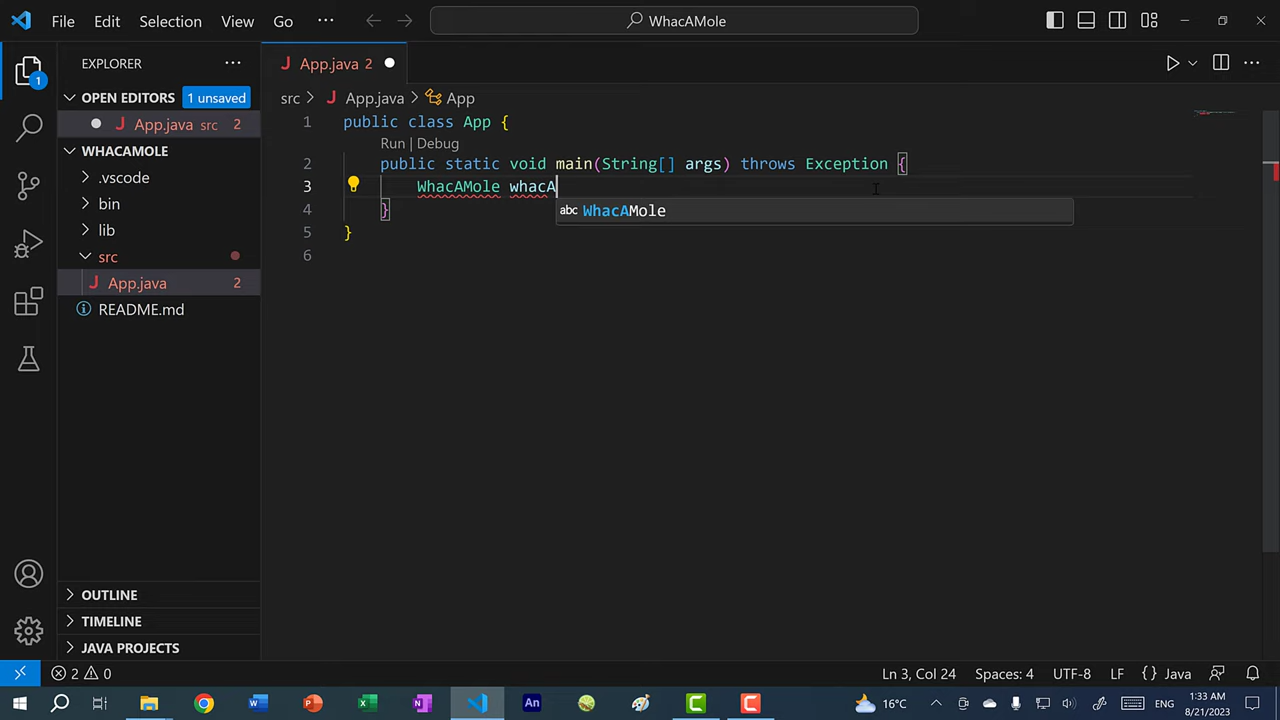 File Edit Selection View Go ··· WhacAMole
EXPLORER ···
OPEN EDITORS 1 unsaved
App.java src 2
WHACAMOLE
.vscode
bin
lib
src
App.java 2
README.md
OUTLINE
TIMELINE
JAVA PROJECTS
1
App.java 2
src > App.java > App
1 public class App {
Run | Debug
2 public static void main(String[] args) throws Exception {
3 WhacAMole whacA
abc WhacAMole
4 }
5 }
6
2 0 Ln 3, Col 24 Spaces: 4 UTF-8 LF {} Java
An 16°C ENG 1:33 AM
8/21/2023